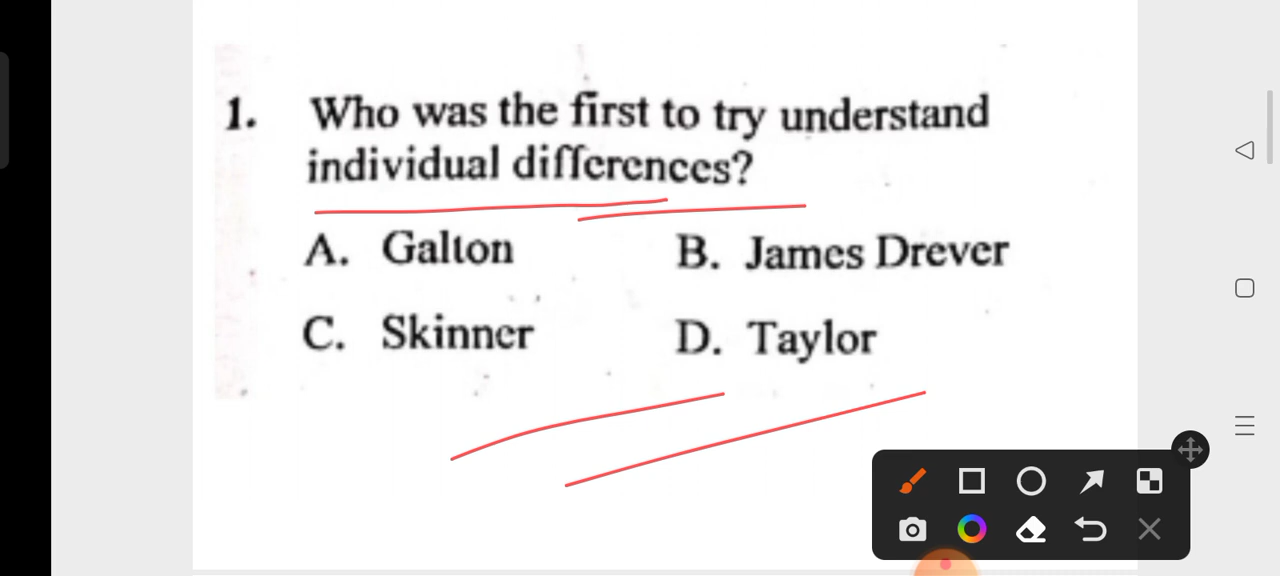 1. Who was the first to try understand
individual differences?
A. Galton B. James Drever
C. Skinner D. Taylor